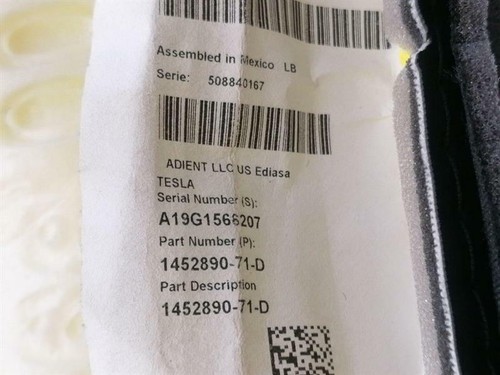 Assembled in Mexico LB
Serie: 508840167
ADIENT LLC US Ediasa
TESLA
Serial Number (S):
A19G1566207
Part Number (P):
1452890-71-D
Part Description
1452890-71-D